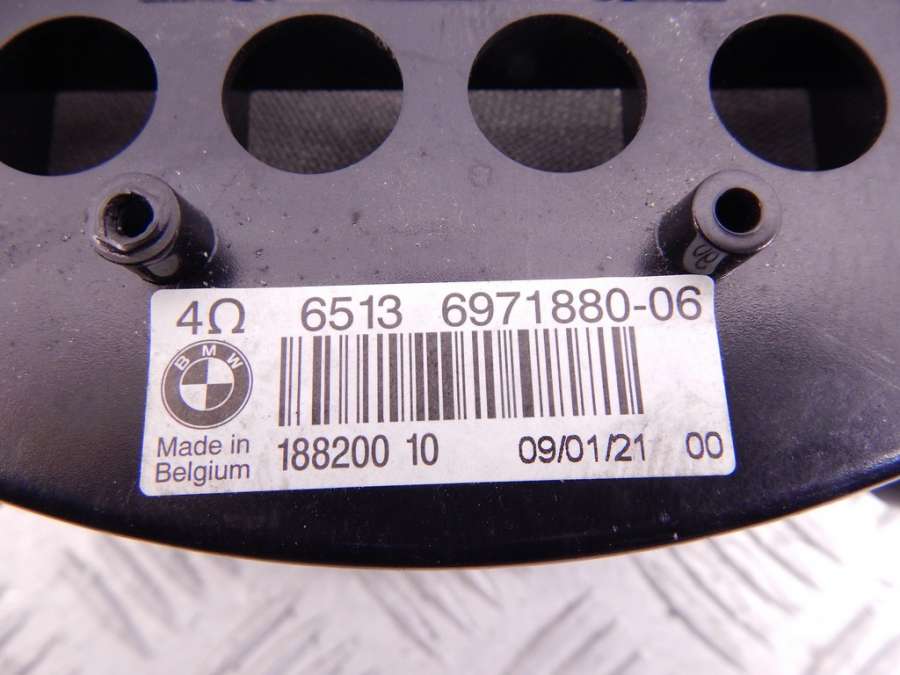 4Ω 6513 6971880-06
BMW
Made in
Belgium
188200 10 09/01/21 00